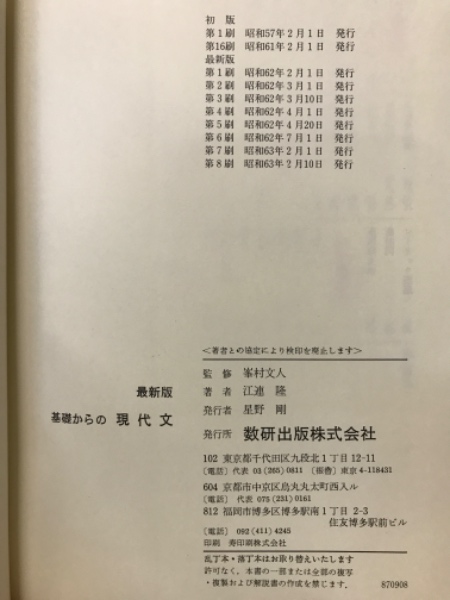 初版
第1刷 昭和57年2月1日 発行
第16刷 昭和61年2月1日 発行
最新版
第1刷 昭和62年2月1日 発行
第2刷 昭和62年3月1日 発行
第3刷 昭和62年3月10日 発行
第4刷 昭和62年4月1日 発行
第5刷 昭和62年4月20日 発行
第6刷 昭和62年7月1日 発行
第7刷 昭和63年2月1日 発行
第8刷 昭和63年2月10日 発行
<著者との協定により検印を廃止します>
最新版
基礎からの 現代文
監修 峯村文人
著者 江連隆
発行者 星野剛
発行所 数研出版株式会社
102 東京都千代田区九段北1丁目12-11
〔電話〕代表 03(265)0811 〔振替〕東京4-118431
604 京都市中京区烏丸丸太町西入ル
〔電話〕代表 075(231)0161
812 福岡市博多区博多駅南1丁目2-3
住友博多駅前ビル
〔電話〕 092(411)4245
印刷 寿印刷株式会社
乱丁本・落丁本はお取り替えいたします
許可なく、本書の一部または全部の複写
・複製および解説書の作成を禁じます.
870908